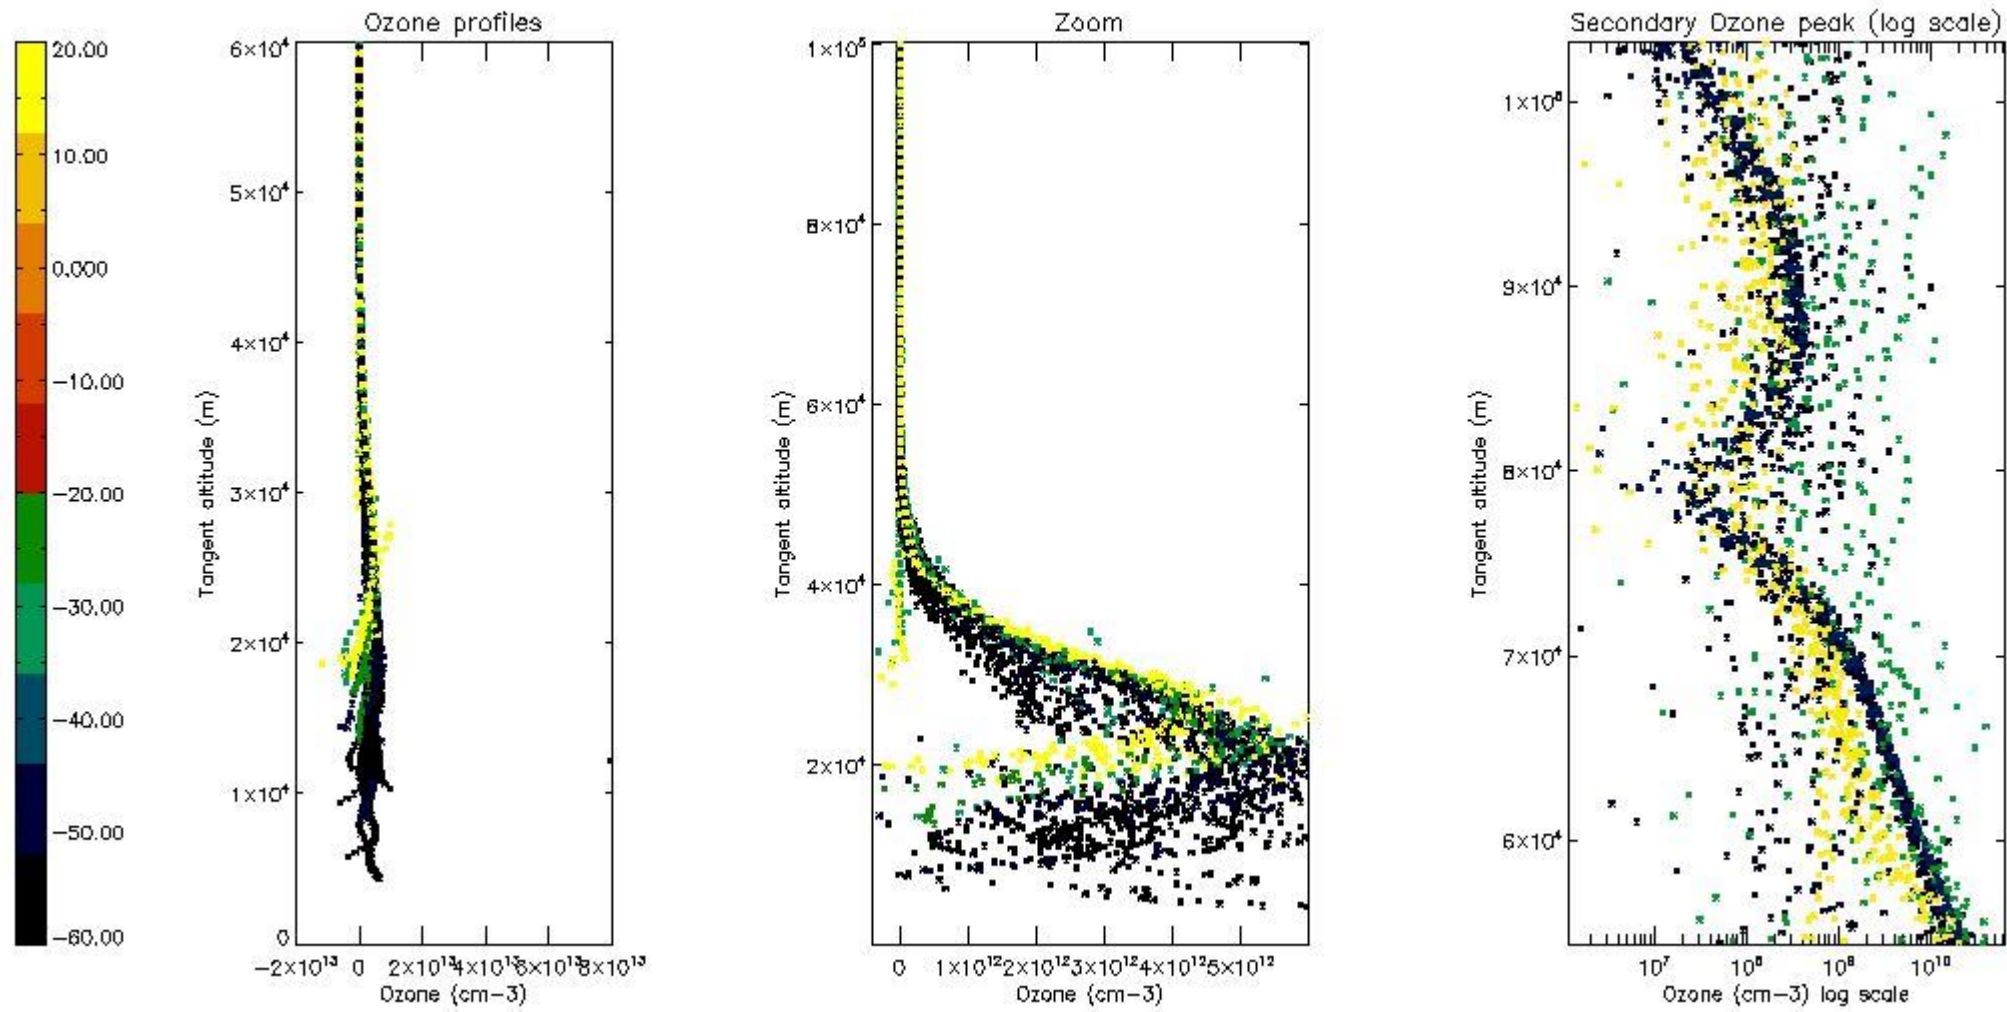 Ozone profiles
Zoom
Secondary Ozone peak (log scale)
20.00
10.00
0.000
−10.00
−20.00
−30.00
−40.00
−50.00
−60.00
Tangent altitude (m)
6×10⁴
5×10⁴
4×10⁴
3×10⁴
2×10⁴
1×10⁴
0
−2×10¹³ 0 2×10¹³ 4×10¹³ 6×10¹³ 8×10¹³
Ozone (cm−3)
Tangent altitude (m)
1×10⁵
8×10⁴
6×10⁴
4×10⁴
2×10⁴
0 1×10¹² 2×10¹² 3×10¹² 4×10¹² 5×10¹²
Ozone (cm−3)
Tangent altitude (m)
1×10⁵
9×10⁴
8×10⁴
7×10⁴
6×10⁴
10⁷ 10⁸ 10⁹ 10¹⁰
Ozone (cm−3) log scale